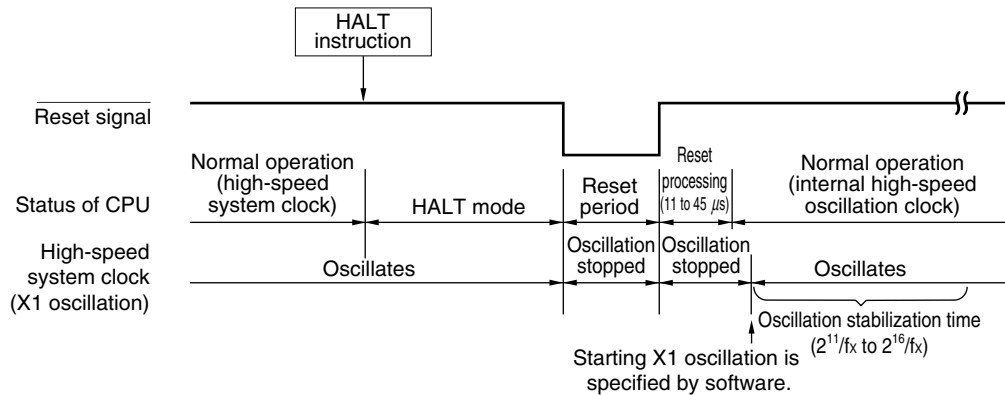 HALT
instruction
Reset signal
Normal operation
(high-speed
system clock)
Reset
period
Reset
processing
(11 to 45 μs)
Normal operation
(internal high-speed
oscillation clock)
Status of CPU
HALT mode
High-speed
system clock
(X1 oscillation)
Oscillates
Oscillation
stopped
Oscillation
stopped
Oscillates
Oscillation stabilization time
(2¹¹/fx to 2¹⁶/fx)
Starting X1 oscillation is
specified by software.